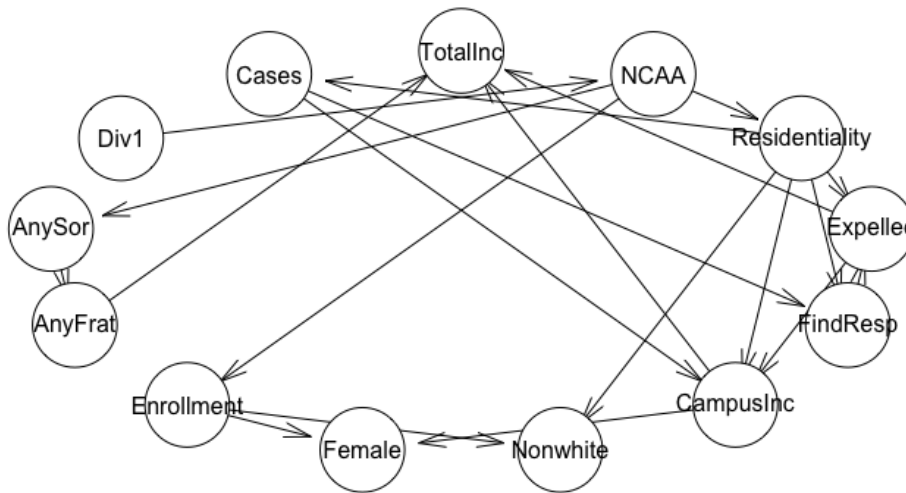 TotalInc
Cases
NCAA
Div1
Residentiality
AnySor
Expelled
AnyFrat
FindResp
Enrollment
CampusInc
Female
Nonwhite